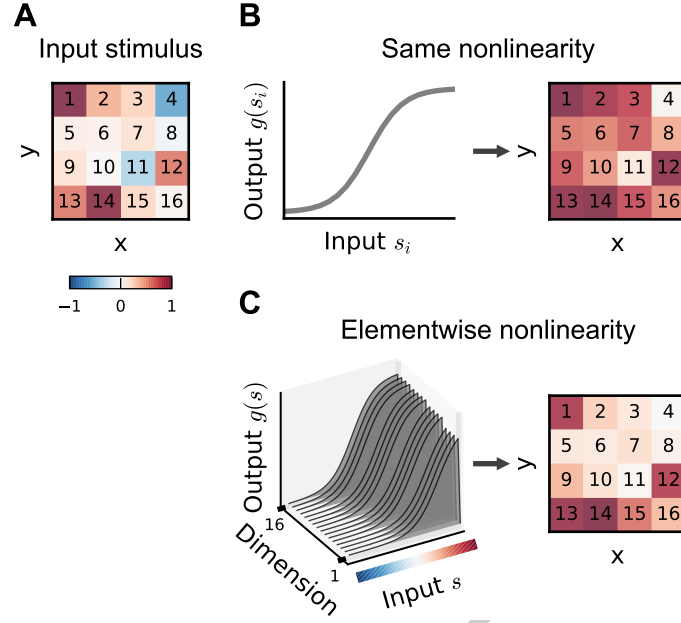 A
Input stimulus
1 2 3 4
5 6 7 8
9 10 11 12
13 14 15 16
y
x
−1 0 1
B
Same nonlinearity
Output g(s_i)
Input s_i
1 2 3 4
5 6 7 8
9 10 11 12
13 14 15 16
y
x
C
Elementwise nonlinearity
Output g(s)
16
Dimension
1
Input s
1 2 3 4
5 6 7 8
9 10 11 12
13 14 15 16
y
x